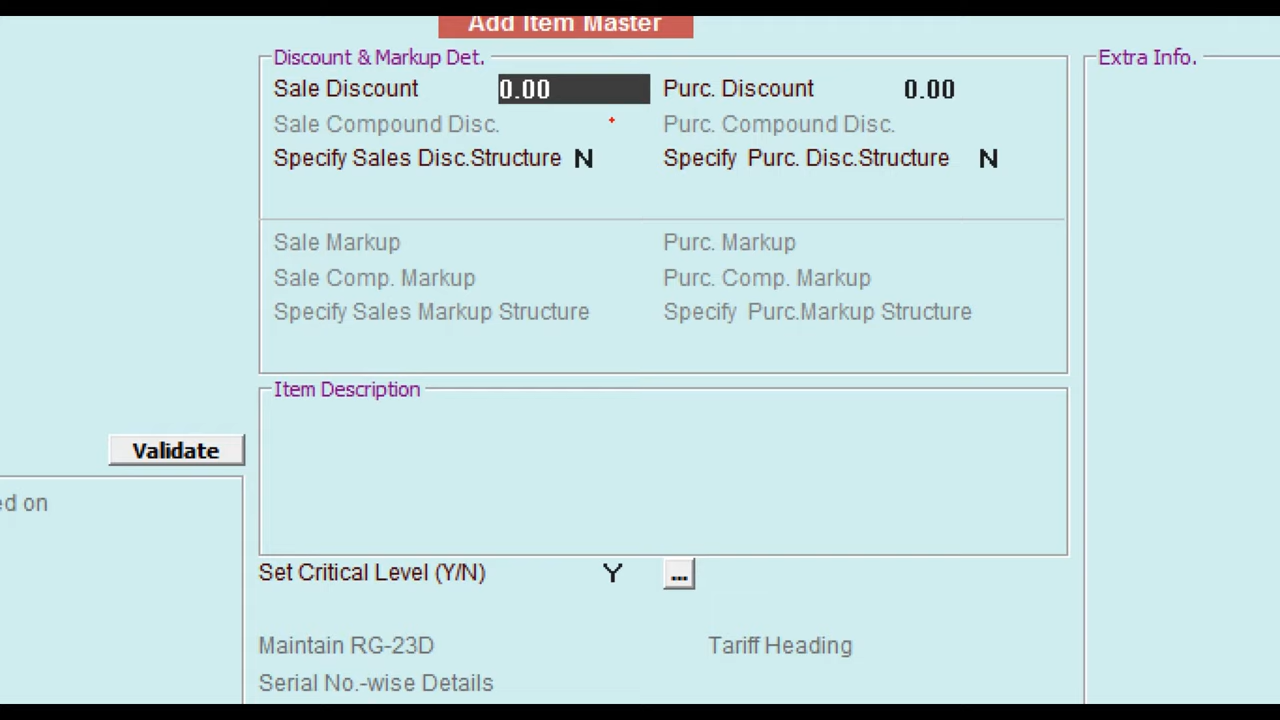 Add Item Master
Discount & Markup Det.
Extra Info.
Sale Discount 0.00 Purc. Discount 0.00
Sale Compound Disc. Purc. Compound Disc.
Specify Sales Disc.Structure N Specify Purc. Disc.Structure N
Sale Markup Purc. Markup
Sale Comp. Markup Purc. Comp. Markup
Specify Sales Markup Structure Specify Purc.Markup Structure
Item Description
Validate
ed on
Set Critical Level (Y/N) Y ...
Maintain RG-23D Tariff Heading
Serial No.-wise Details